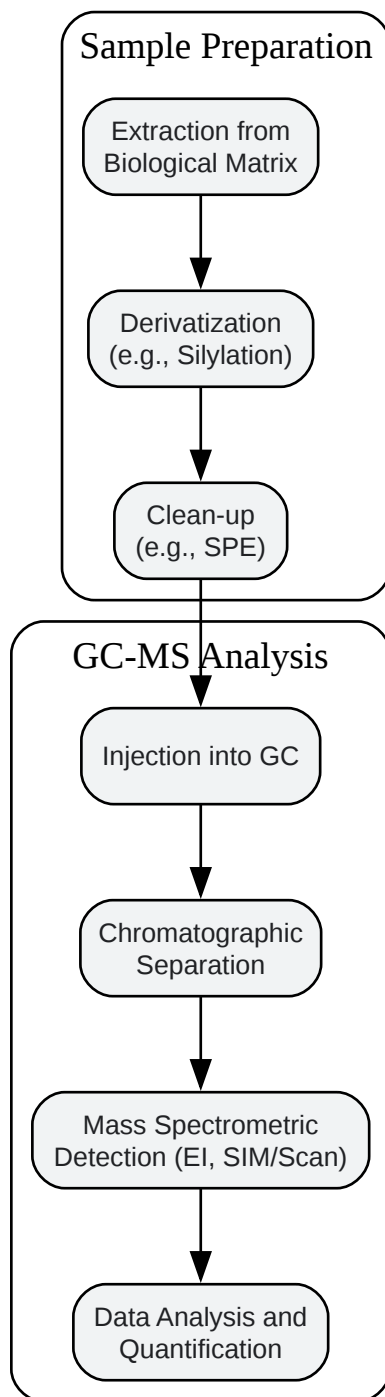 Sample Preparation
Extraction from
Biological Matrix
Derivatization
(e.g., Silylation)
Clean-up
(e.g., SPE)
GC-MS Analysis
Injection into GC
Chromatographic
Separation
Mass Spectrometric
Detection (EI, SIM/Scan)
Data Analysis and
Quantification